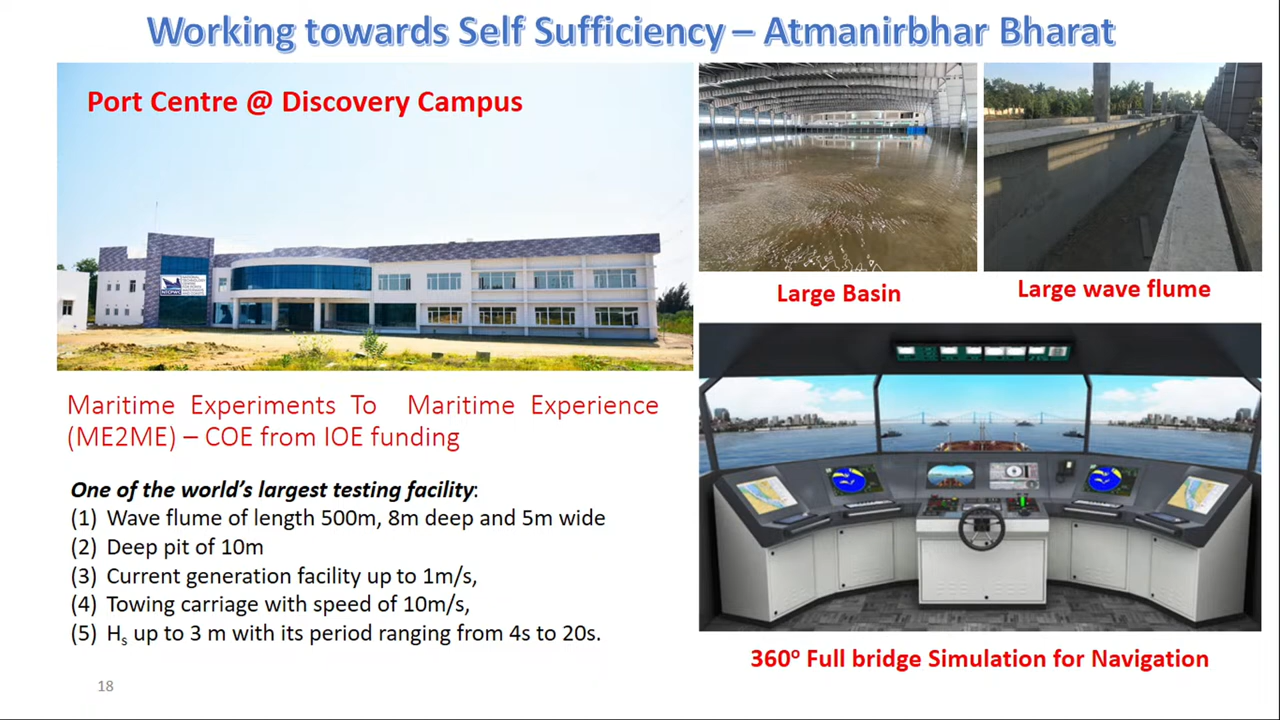 Working towards Self Sufficiency – Atmanirbhar Bharat
Port Centre @ Discovery Campus
NTCPWC
Large Basin
Large wave flume
Maritime Experiments To Maritime Experience
(ME2ME) – COE from IOE funding
One of the world's largest testing facility:
(1) Wave flume of length 500m, 8m deep and 5m wide
(2) Deep pit of 10m
(3) Current generation facility up to 1m/s,
(4) Towing carriage with speed of 10m/s,
(5) Hs up to 3 m with its period ranging from 4s to 20s.
360° Full bridge Simulation for Navigation
18